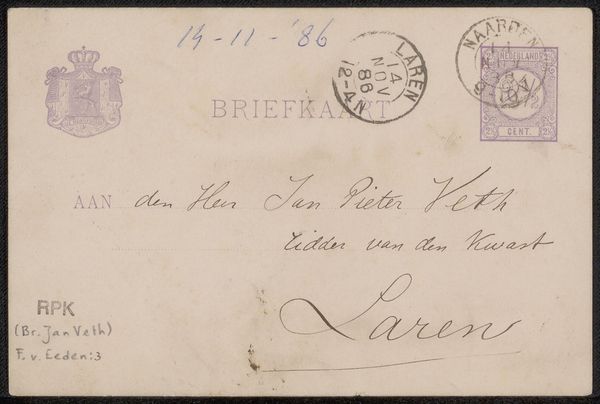 14-11-'86
LAREN
14
NOV
86
12-4N
NAARDEN
NEDERLAND
BRIEFKAART
2½ CENT. 2½
AAN den Heer Jan Pieter Veth
ridder van den Kwast
Laren
RPK
(Br. Jan Veth)
F. v. Eeden: 3